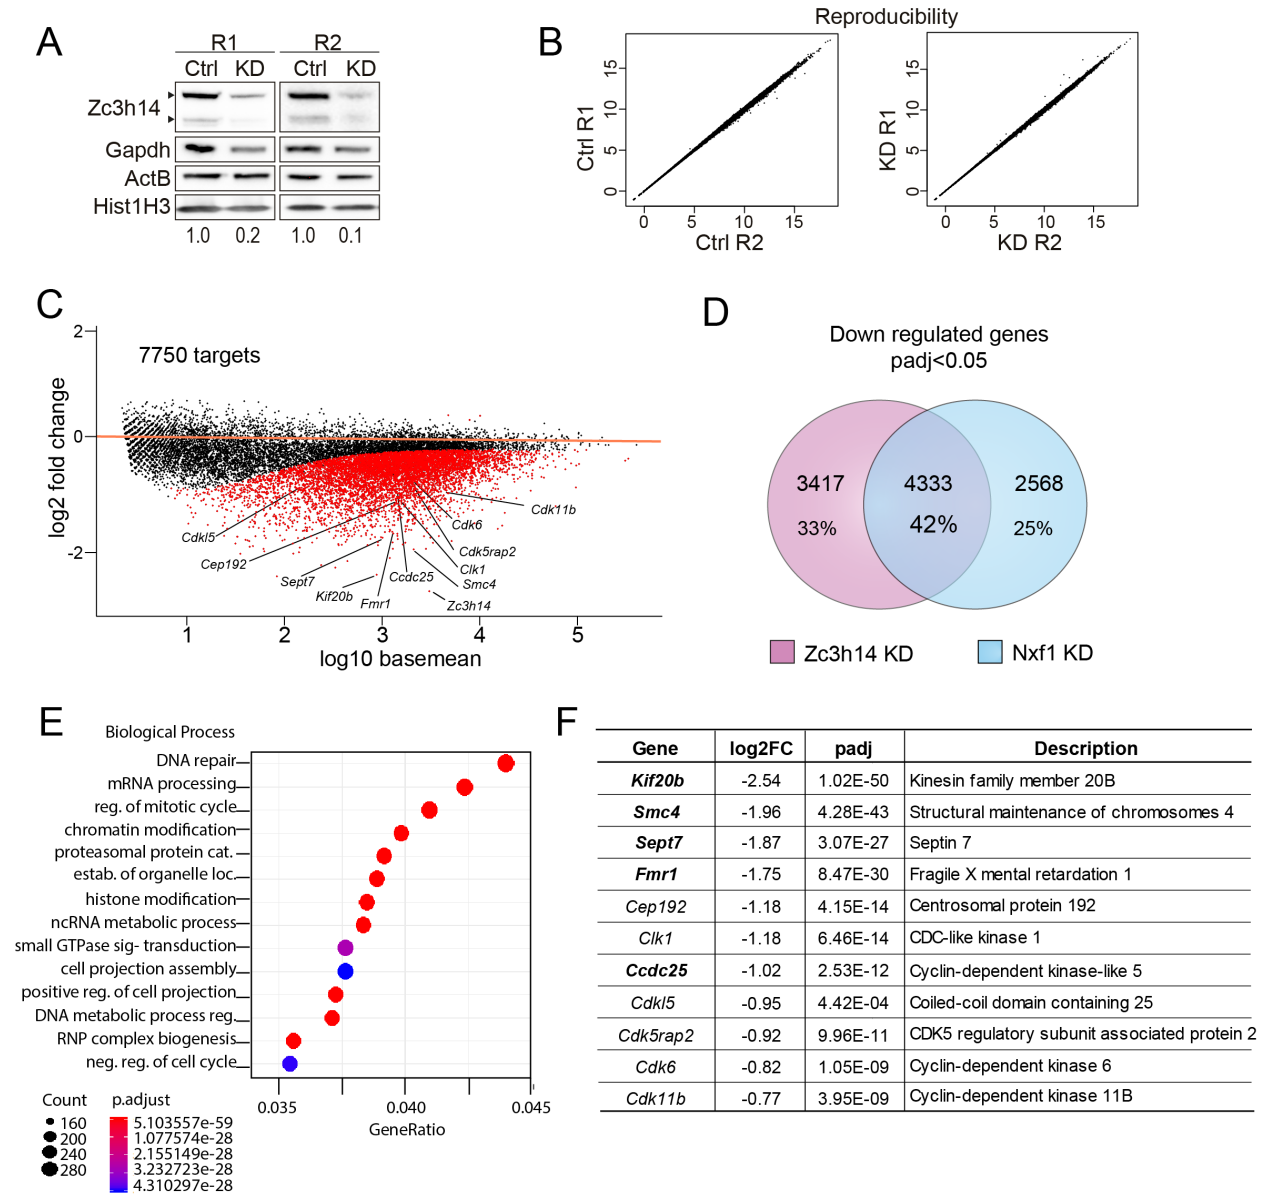 A
R1 R2
Ctrl KD Ctrl KD
Zc3h14
Gapdh
ActB
Hist1H3
1.0 0.2 1.0 0.1
B
Reproducibility
Ctrl R1
15
10
5
0
0 5 10 15
Ctrl R2
KD R1
15
10
5
0
0 5 10 15
KD R2
C
7750 targets
log2 fold change
2
0
-2
Cdkl5
Cep192
Sept7
Kif20b
Fmr1
Ccdc25
Zc3h14
Smc4
Clk1
Cdk5rap2
Cdk6
Cdk11b
1 2 3 4 5
log10 basemean
D
Down regulated genes
padj<0.05
3417 4333 2568
33% 42% 25%
Zc3h14 KD Nxf1 KD
E
Biological Process
DNA repair
mRNA processing
reg. of mitotic cycle
chromatin modification
proteasomal protein cat.
estab. of organelle loc.
histone modification
ncRNA metabolic process
small GTPase sig- transduction
cell projection assembly
positive reg. of cell projection
DNA metabolic process reg.
RNP complex biogenesis
neg. reg. of cell cycle
0.035 0.040 0.045
GeneRatio
Count
160
200
240
280
p.adjust
5.103557e-59
1.077574e-28
2.155149e-28
3.232723e-28
4.310297e-28
F
Gene log2FC padj Description
Kif20b -2.54 1.02E-50 Kinesin family member 20B
Smc4 -1.96 4.28E-43 Structural maintenance of chromosomes 4
Sept7 -1.87 3.07E-27 Septin 7
Fmr1 -1.75 8.47E-30 Fragile X mental retardation 1
Cep192 -1.18 4.15E-14 Centrosomal protein 192
Clk1 -1.18 6.46E-14 CDC-like kinase 1
Ccdc25 -1.02 2.53E-12 Cyclin-dependent kinase-like 5
Cdkl5 -0.95 4.42E-04 Coiled-coil domain containing 25
Cdk5rap2 -0.92 9.96E-11 CDK5 regulatory subunit associated protein 2
Cdk6 -0.82 1.05E-09 Cyclin-dependent kinase 6
Cdk11b -0.77 3.95E-09 Cyclin-dependent kinase 11B